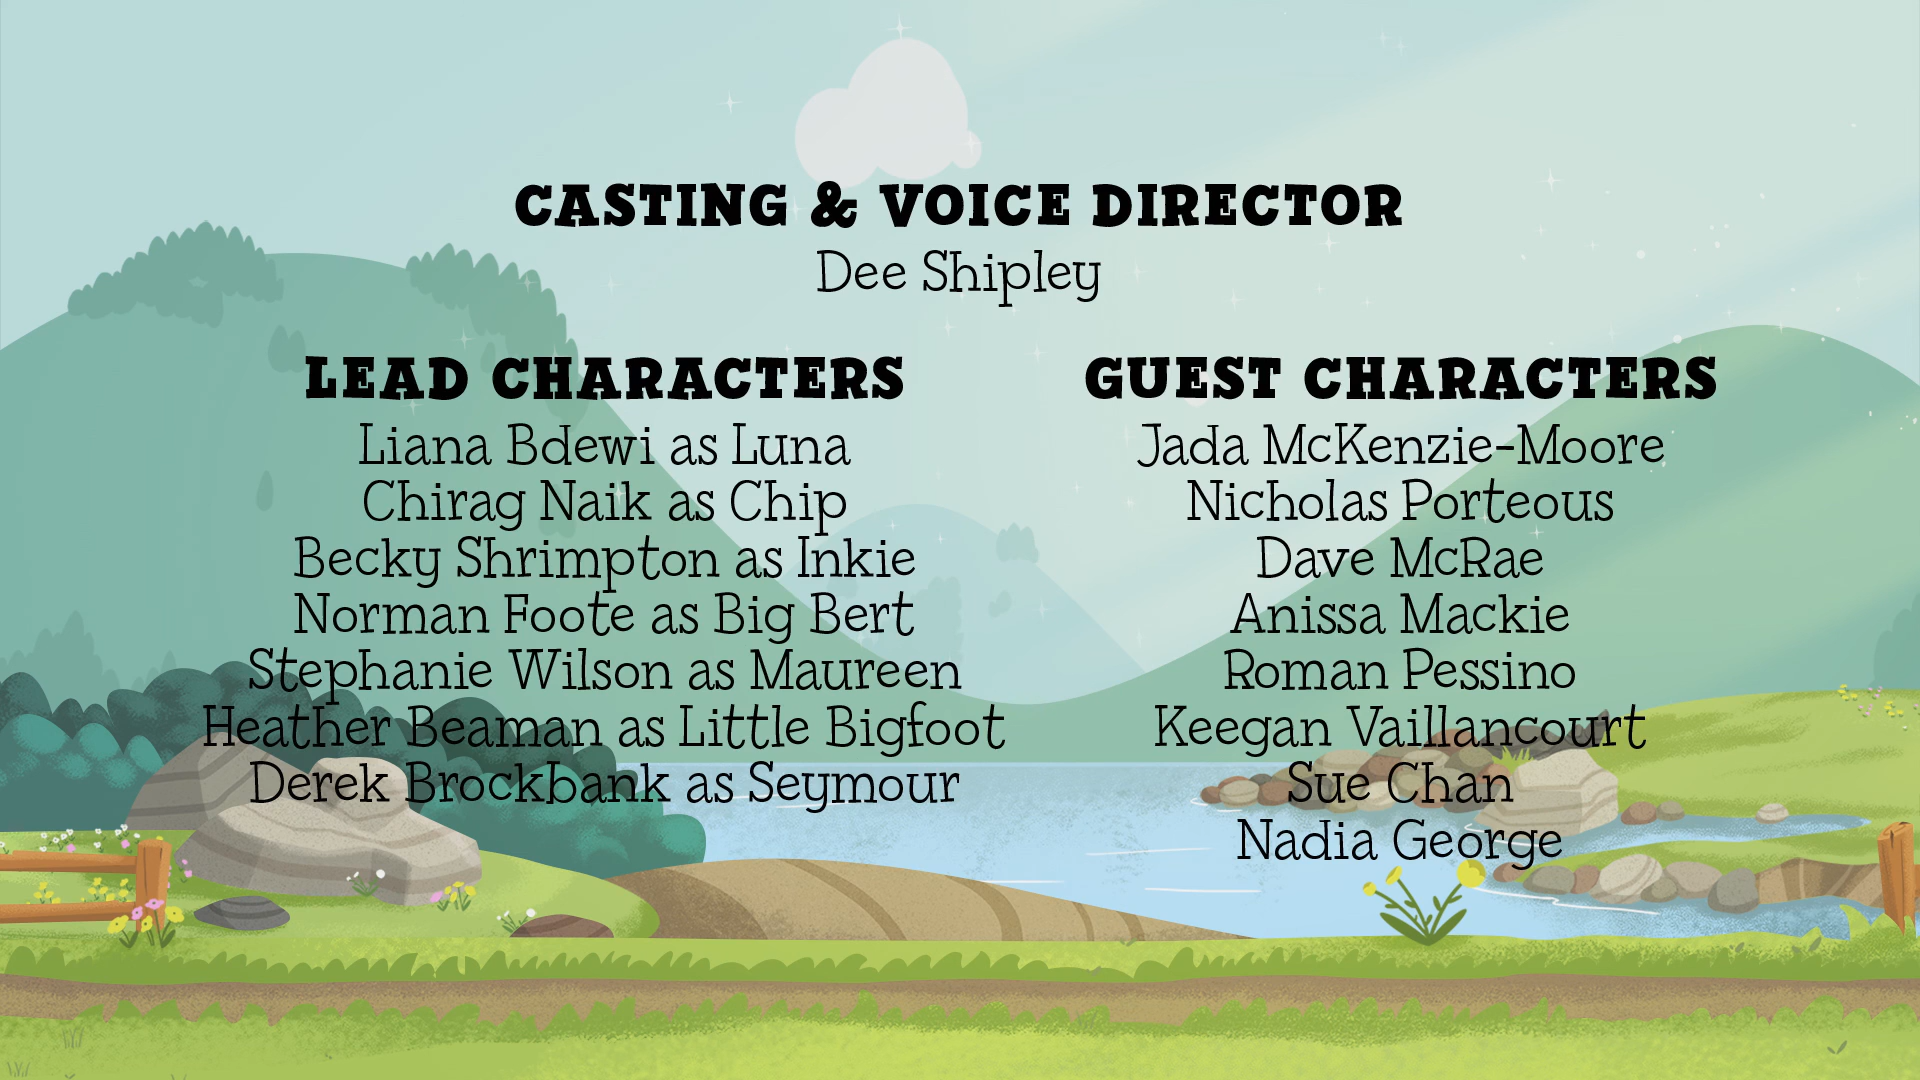 CASTING & VOICE DIRECTOR
Dee Shipley
LEAD CHARACTERS
Liana Bdewi as Luna
Chirag Naik as Chip
Becky Shrimpton as Inkie
Norman Foote as Big Bert
Stephanie Wilson as Maureen
Heather Beaman as Little Bigfoot
Derek Brockbank as Seymour
GUEST CHARACTERS
Jada McKenzie-Moore
Nicholas Porteous
Dave McRae
Anissa Mackie
Roman Pessino
Keegan Vaillancourt
Sue Chan
Nadia George